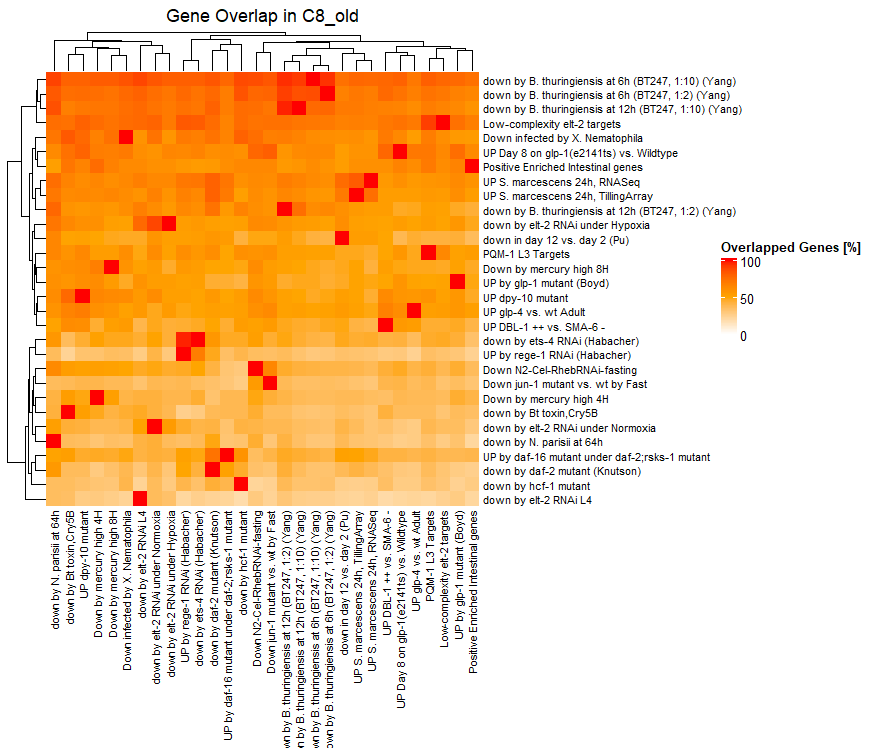 Gene Overlap in C8_old
down by B. thuringiensis at 6h (BT247, 1:10) (Yang)
down by B. thuringiensis at 6h (BT247, 1:2) (Yang)
down by B. thuringiensis at 12h (BT247, 1:10) (Yang)
Low-complexity elt-2 targets
Down infected by X. Nematophila
UP Day 8 on glp-1(e2141ts) vs. Wildtype
Positive Enriched Intestinal genes
UP S. marcescens 24h, RNASeq
UP S. marcescens 24h, TillingArray
down by B. thuringiensis at 12h (BT247, 1:2) (Yang)
down by elt-2 RNAi under Hypoxia
down in day 12 vs. day 2 (Pu)
PQM-1 L3 Targets
Down by mercury high 8H
UP by glp-1 mutant (Boyd)
UP dpy-10 mutant
UP glp-4 vs. wt Adult
UP DBL-1 ++ vs. SMA-6 -
down by ets-4 RNAi (Habacher)
UP by rege-1 RNAi (Habacher)
Down N2-Cel-RhebRNAi-fasting
Down jun-1 mutant vs. wt by Fast
Down by mercury high 4H
down by Bt toxin,Cry5B
down by elt-2 RNAi under Normoxia
down by N. parisii at 64h
UP by daf-16 mutant under daf-2;rsks-1 mutant
down by daf-2 mutant (Knutson)
down by hcf-1 mutant
down by elt-2 RNAi L4
Overlapped Genes [%]
100
50
0
down by N. parisii at 64h
down by Bt toxin,Cry5B
UP dpy-10 mutant
Down by mercury high 4H
Down by mercury high 8H
Down infected by X. Nematophila
down by elt-2 RNAi L4
down by elt-2 RNAi under Normoxia
down by elt-2 RNAi under Hypoxia
UP by rege-1 RNAi (Habacher)
down by ets-4 RNAi (Habacher)
down by daf-2 mutant (Knutson)
UP by daf-16 mutant under daf-2;rsks-1 mutant
down by hcf-1 mutant
Down N2-Cel-RhebRNAi-fasting
Down jun-1 mutant vs. wt by Fast
own by B. thuringiensis at 12h (BT247, 1:2) (Yang)
wn by B. thuringiensis at 12h (BT247, 1:10) (Yang)
own by B. thuringiensis at 6h (BT247, 1:10) (Yang)
down by B. thuringiensis at 6h (BT247, 1:2) (Yang)
down in day 12 vs. day 2 (Pu)
UP S. marcescens 24h, TillingArray
UP S. marcescens 24h, RNASeq
UP DBL-1 ++ vs. SMA-6 -
UP Day 8 on glp-1(e2141ts) vs. Wildtype
UP glp-4 vs. wt Adult
PQM-1 L3 Targets
Low-complexity elt-2 targets
UP by glp-1 mutant (Boyd)
Positive Enriched Intestinal genes